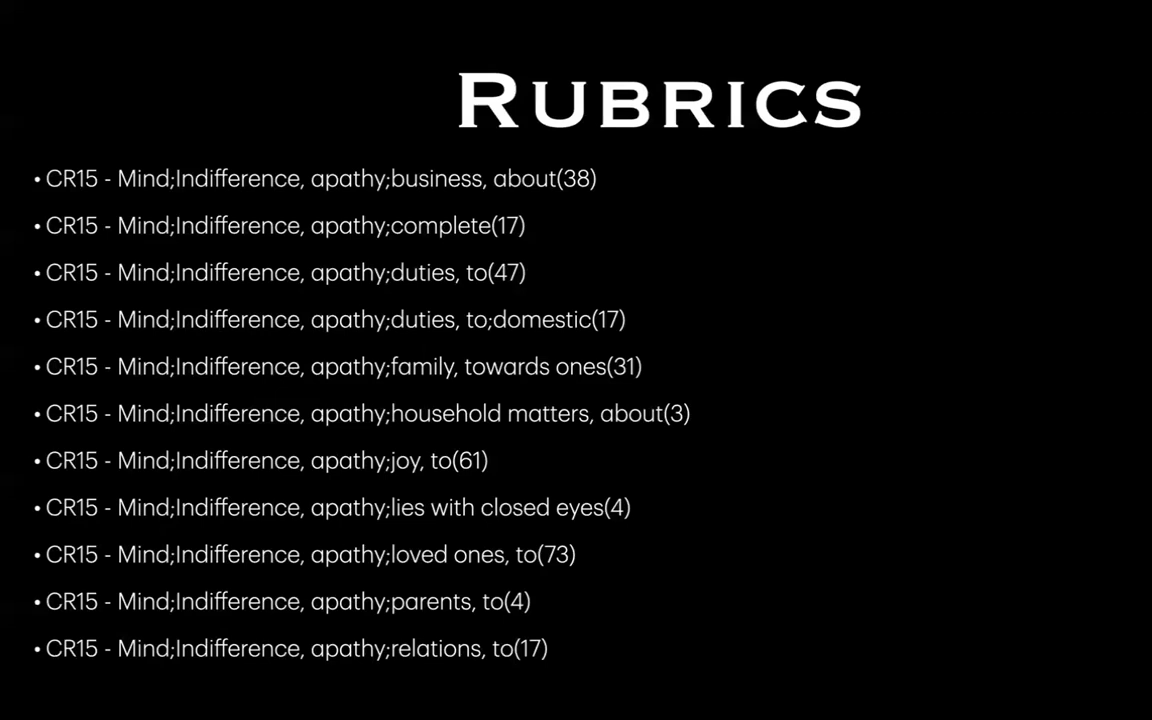 RUBRICS
• CR15 - Mind;Indifference, apathy;business, about(38)
• CR15 - Mind;Indifference, apathy;complete(17)
• CR15 - Mind;Indifference, apathy;duties, to(47)
• CR15 - Mind;Indifference, apathy;duties, to;domestic(17)
• CR15 - Mind;Indifference, apathy;family, towards ones(31)
• CR15 - Mind;Indifference, apathy;household matters, about(3)
• CR15 - Mind;Indifference, apathy;joy, to(61)
• CR15 - Mind;Indifference, apathy;lies with closed eyes(4)
• CR15 - Mind;Indifference, apathy;loved ones, to(73)
• CR15 - Mind;Indifference, apathy;parents, to(4)
• CR15 - Mind;Indifference, apathy;relations, to(17)